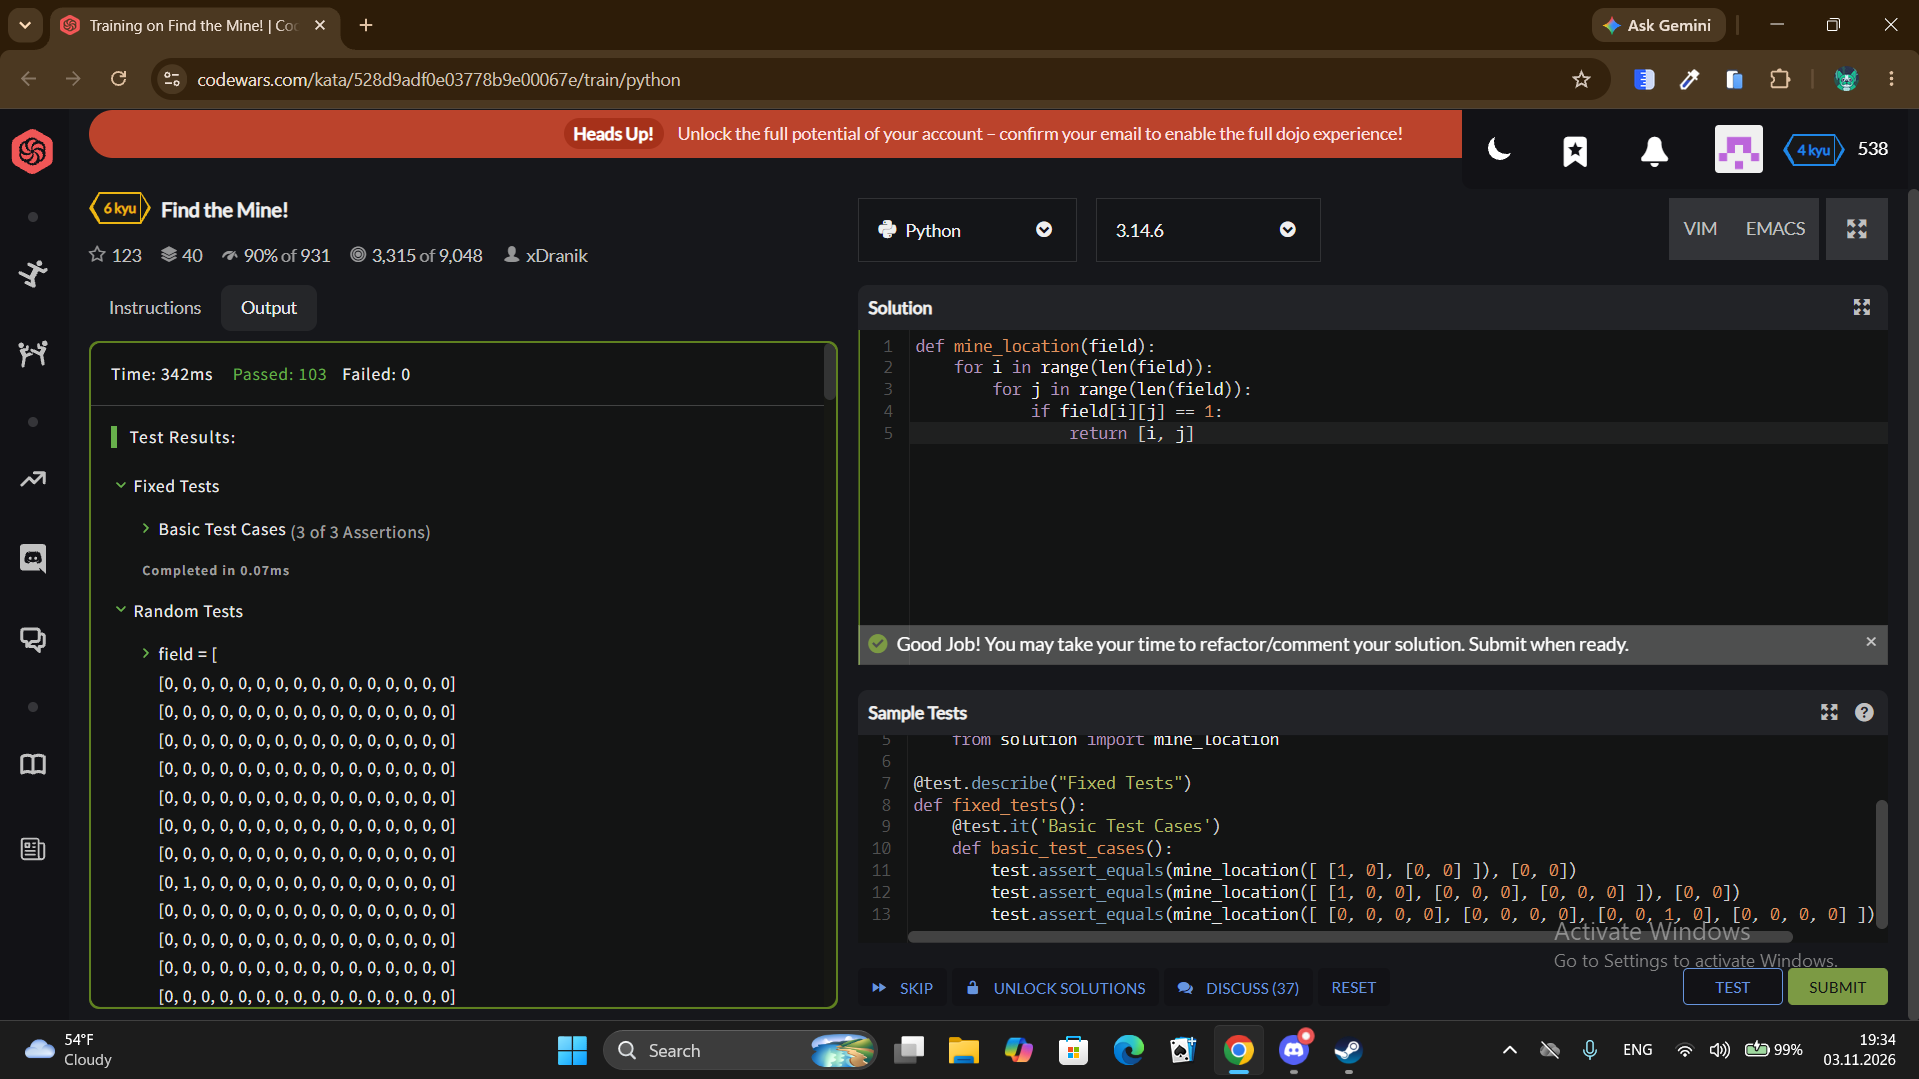 Training on Find the Mine! | Co
Ask Gemini
codewars.com/kata/528d9adf0e03778b9e00067e/train/python
Heads Up! Unlock the full potential of your account – confirm your email to enable the full dojo experience!
4 kyu 538
6 kyu Find the Mine!
123 40 90% of 931 3,315 of 9,048 xDranik
Python 3.14.6 VIM EMACS
Instructions Output
Time: 342ms Passed: 103 Failed: 0
Test Results:
Fixed Tests
Basic Test Cases (3 of 3 Assertions)
Completed in 0.07ms
Random Tests
field = [
[0, 0, 0, 0, 0, 0, 0, 0, 0, 0, 0, 0, 0, 0, 0, 0]
[0, 0, 0, 0, 0, 0, 0, 0, 0, 0, 0, 0, 0, 0, 0, 0]
[0, 0, 0, 0, 0, 0, 0, 0, 0, 0, 0, 0, 0, 0, 0, 0]
[0, 0, 0, 0, 0, 0, 0, 0, 0, 0, 0, 0, 0, 0, 0, 0]
[0, 0, 0, 0, 0, 0, 0, 0, 0, 0, 0, 0, 0, 0, 0, 0]
[0, 0, 0, 0, 0, 0, 0, 0, 0, 0, 0, 0, 0, 0, 0, 0]
[0, 0, 0, 0, 0, 0, 0, 0, 0, 0, 0, 0, 0, 0, 0, 0]
[0, 1, 0, 0, 0, 0, 0, 0, 0, 0, 0, 0, 0, 0, 0, 0]
[0, 0, 0, 0, 0, 0, 0, 0, 0, 0, 0, 0, 0, 0, 0, 0]
[0, 0, 0, 0, 0, 0, 0, 0, 0, 0, 0, 0, 0, 0, 0, 0]
[0, 0, 0, 0, 0, 0, 0, 0, 0, 0, 0, 0, 0, 0, 0, 0]
[0, 0, 0, 0, 0, 0, 0, 0, 0, 0, 0, 0, 0, 0, 0, 0]
Solution
1 def mine_location(field):
2 for i in range(len(field)):
3 for j in range(len(field)):
4 if field[i][j] == 1:
5 return [i, j]
Good Job! You may take your time to refactor/comment your solution. Submit when ready.
Sample Tests
5 from solution import mine_location
6
7 @test.describe("Fixed Tests")
8 def fixed_tests():
9 @test.it('Basic Test Cases')
10 def basic_test_cases():
11 test.assert_equals(mine_location([ [1, 0], [0, 0] ]), [0, 0])
12 test.assert_equals(mine_location([ [1, 0, 0], [0, 0, 0], [0, 0, 0] ]), [0, 0])
13 test.assert_equals(mine_location([ [0, 0, 0, 0], [0, 0, 0, 0], [0, 0, 1, 0], [0, 0, 0, 0] ])
Activate Windows
Go to Settings to activate Windows.
SKIP UNLOCK SOLUTIONS DISCUSS (37) RESET TEST SUBMIT
54°F
Cloudy
Search
ENG
99%
19:34
03.11.2026